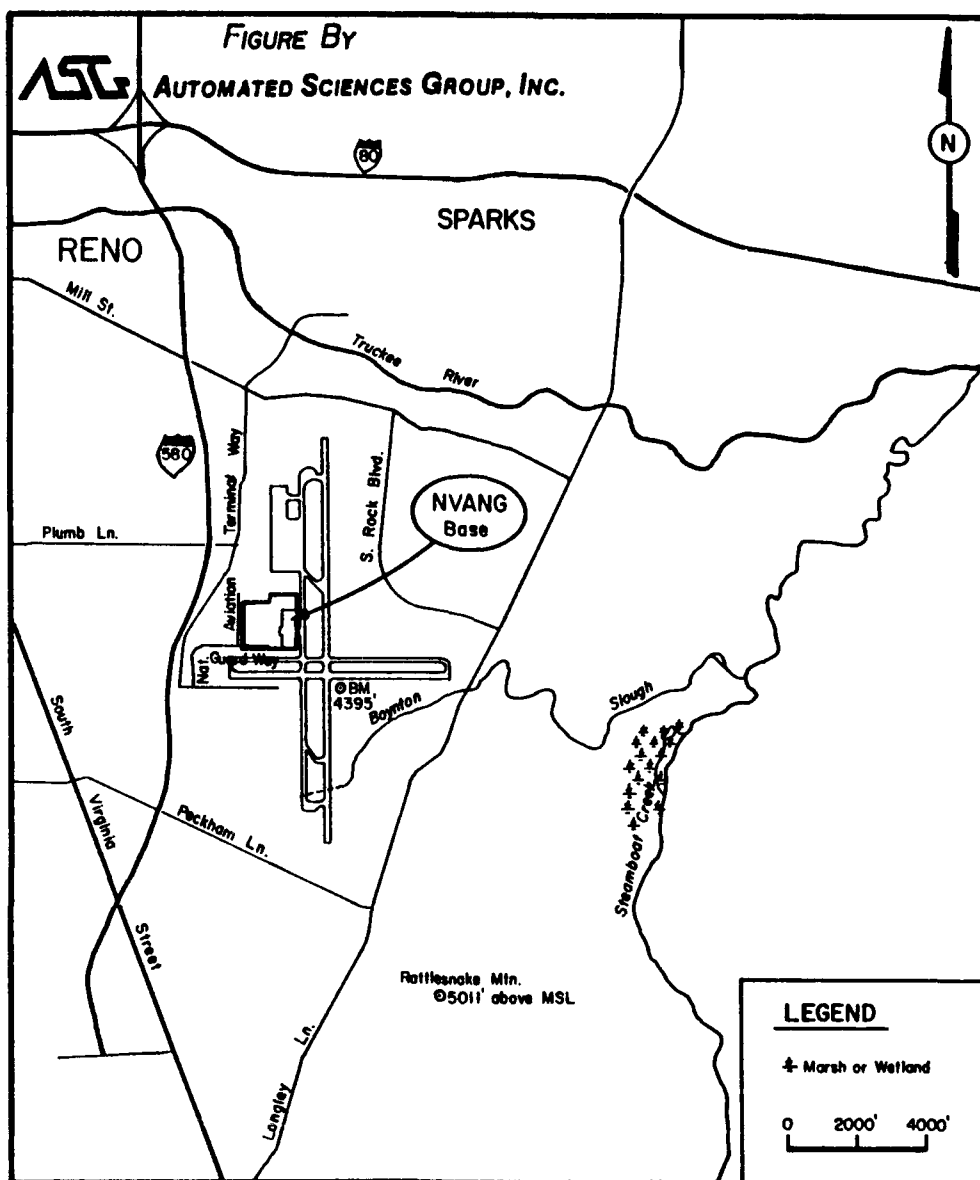 FIGURE BY
ASG
AUTOMATED SCIENCES GROUP, INC.
N
80
SPARKS
RENO
Mill St.
Truckee
River
580
Terminal Way
S. Rock Blvd.
NVANG
Base
Plumb Ln.
Aviation
Nat. Guard Way
BM
4395'
Boynton
Slough
South
Virginia
Street
Peckham Ln.
Steamboat Creek
Rattlesnake Mtn.
5011' above MSL
Longley Ln.
LEGEND
Marsh or Wetland
0 2000' 4000'